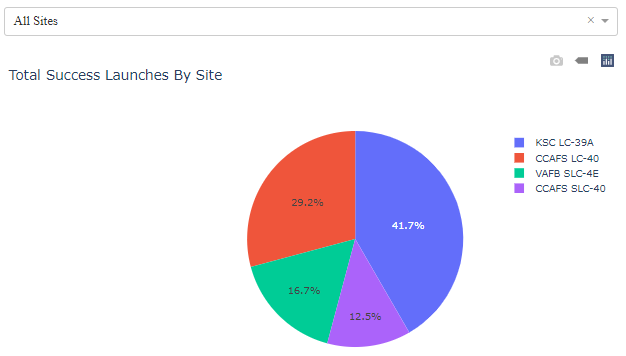 All Sites
Total Success Launches By Site
KSC LC-39A
CCAFS LC-40
VAFB SLC-4E
CCAFS SLC-40
29.2%
41.7%
16.7%
12.5%